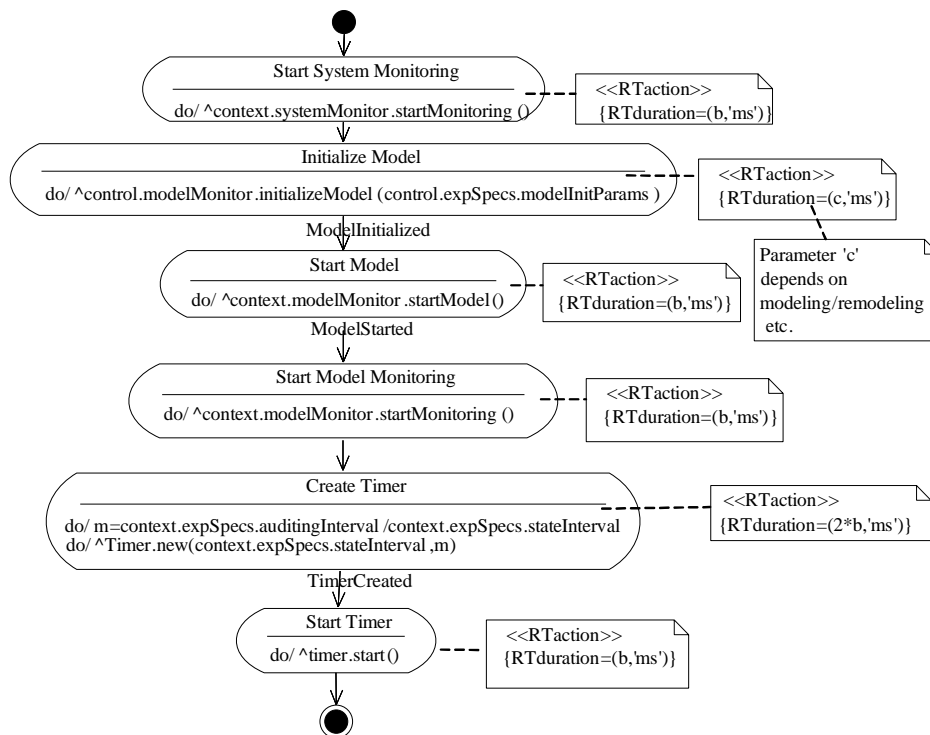 Start System Monitoring
do/ ^context.systemMonitor.startMonitoring ()
<<RTaction>>
{RTduration=(b,'ms')}
Initialize Model
do/ ^control.modelMonitor.initializeModel (control.expSpecs.modelInitParams )
<<RTaction>>
{RTduration=(c,'ms')}
ModelInitialized
Parameter 'c'
depends on
modeling/remodeling
etc.
Start Model
do/ ^context.modelMonitor .startModel()
<<RTaction>>
{RTduration=(b,'ms')}
ModelStarted
Start Model Monitoring
do/ ^context.modelMonitor .startMonitoring ()
<<RTaction>>
{RTduration=(b,'ms')}
Create Timer
do/ m=context.expSpecs.auditingInterval /context.expSpecs.stateInterval
do/ ^Timer.new(context.expSpecs.stateInterval ,m)
<<RTaction>>
{RTduration=(2*b,'ms')}
TimerCreated
Start Timer
do/ ^timer.start()
<<RTaction>>
{RTduration=(b,'ms')}